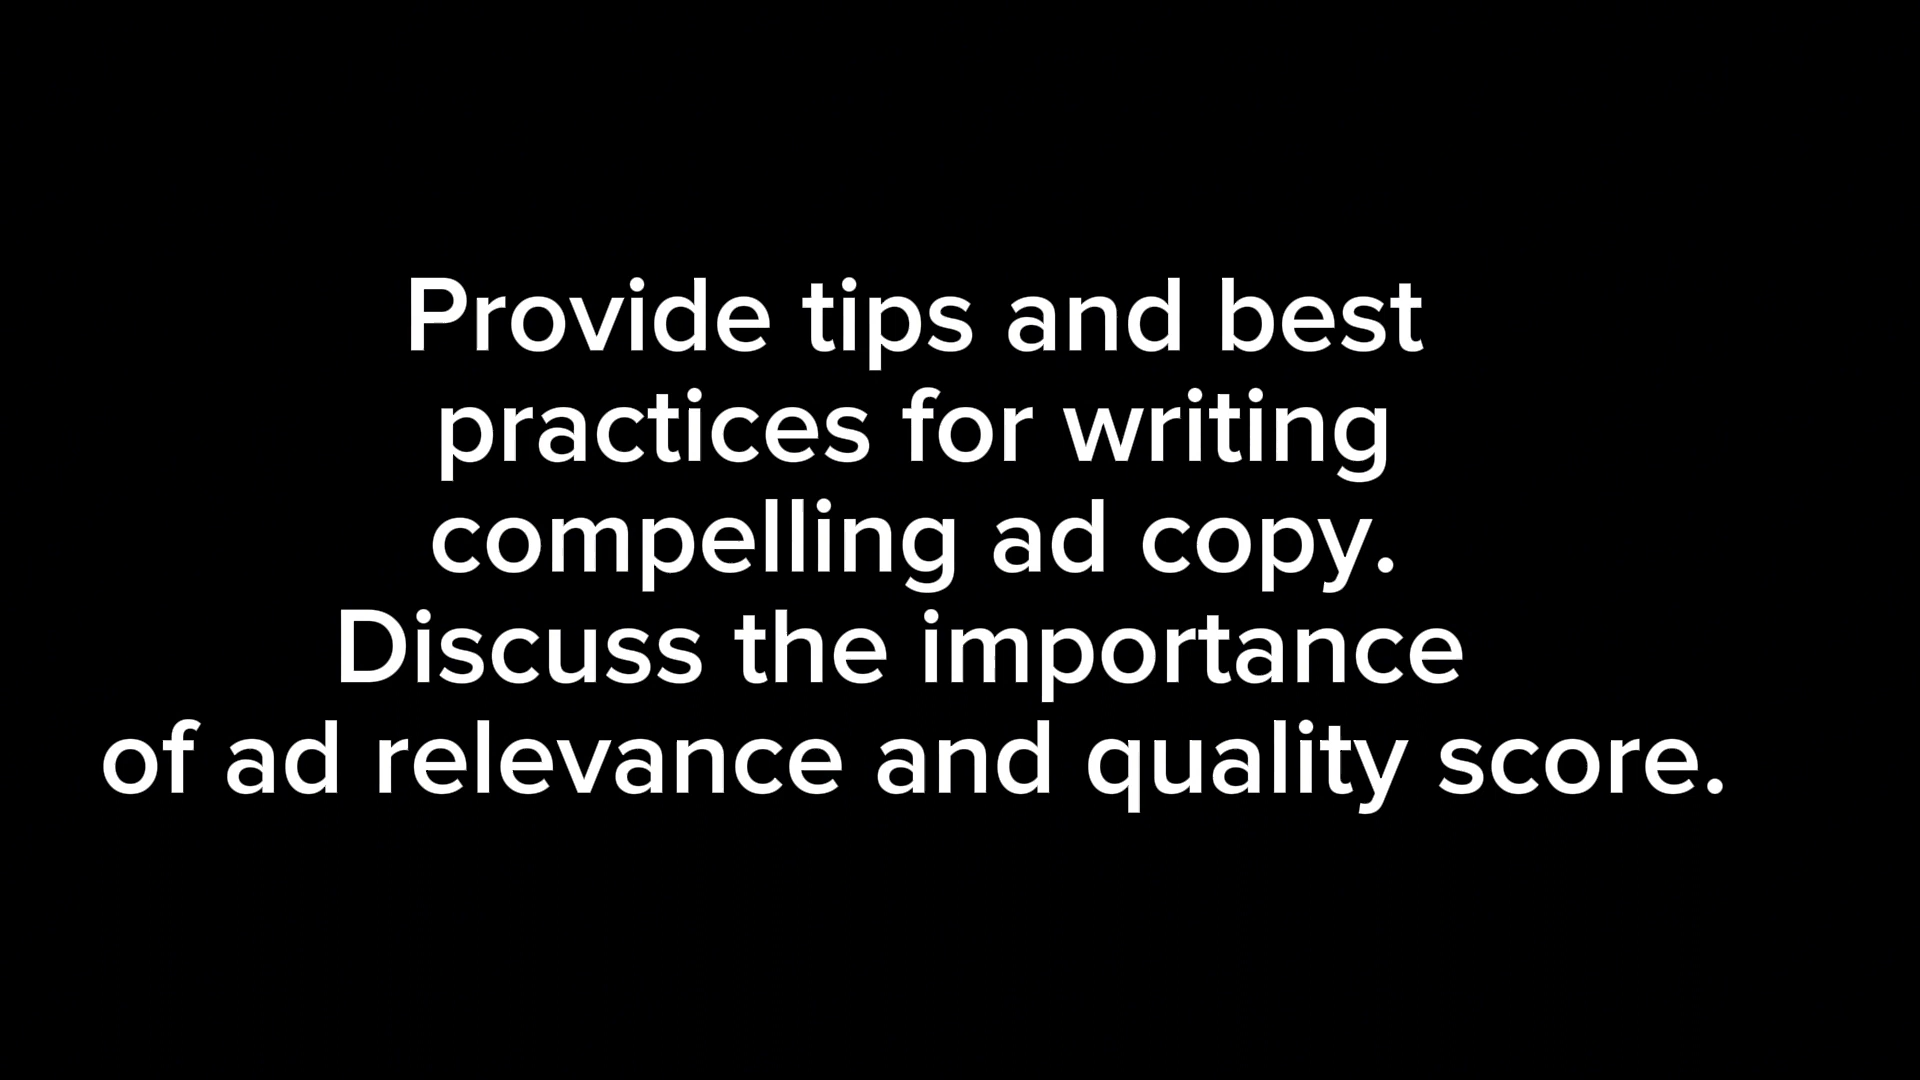 Provide tips and best
practices for writing
compelling ad copy.
Discuss the importance
of ad relevance and quality score.